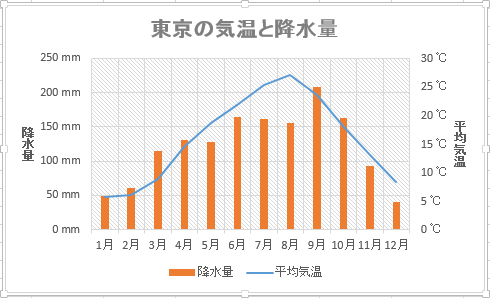 東京の気温と降水量
250 mm
200 mm
150 mm
100 mm
50 mm
0 mm
降水量
30℃
25℃
20℃
15℃
10℃
5℃
0℃
平均気温
1月 2月 3月 4月 5月 6月 7月 8月 9月 10月 11月 12月
降水量 平均気温